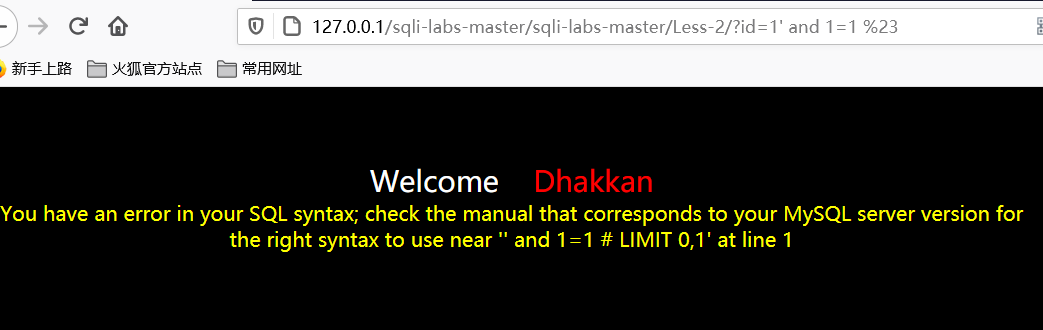 127.0.0.1/sqli-labs-master/sqli-labs-master/Less-2/?id=1' and 1=1 %23
新手上路 火狐官方站点 常用网址
Welcome Dhakkan
You have an error in your SQL syntax; check the manual that corresponds to your MySQL server version for
the right syntax to use near '' and 1=1 # LIMIT 0,1' at line 1